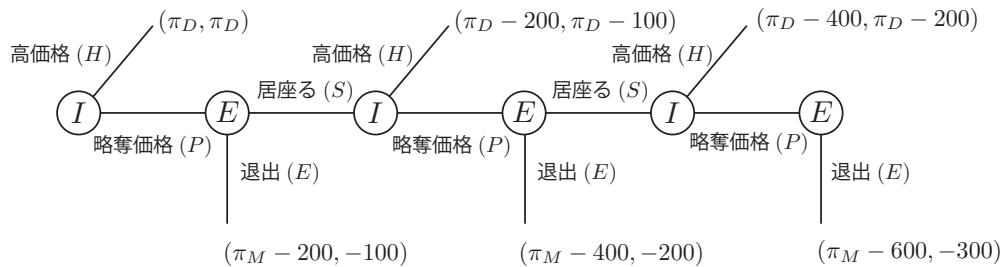 (π_D, π_D)
(π_D − 200, π_D − 100)
(π_D − 400, π_D − 200)
高価格 (H)
高価格 (H)
高価格 (H)
居座る (S)
居座る (S)
I
E
I
E
I
E
略奪価格 (P)
略奪価格 (P)
略奪価格 (P)
退出 (E)
退出 (E)
退出 (E)
(π_M − 200, −100)
(π_M − 400, −200)
(π_M − 600, −300)